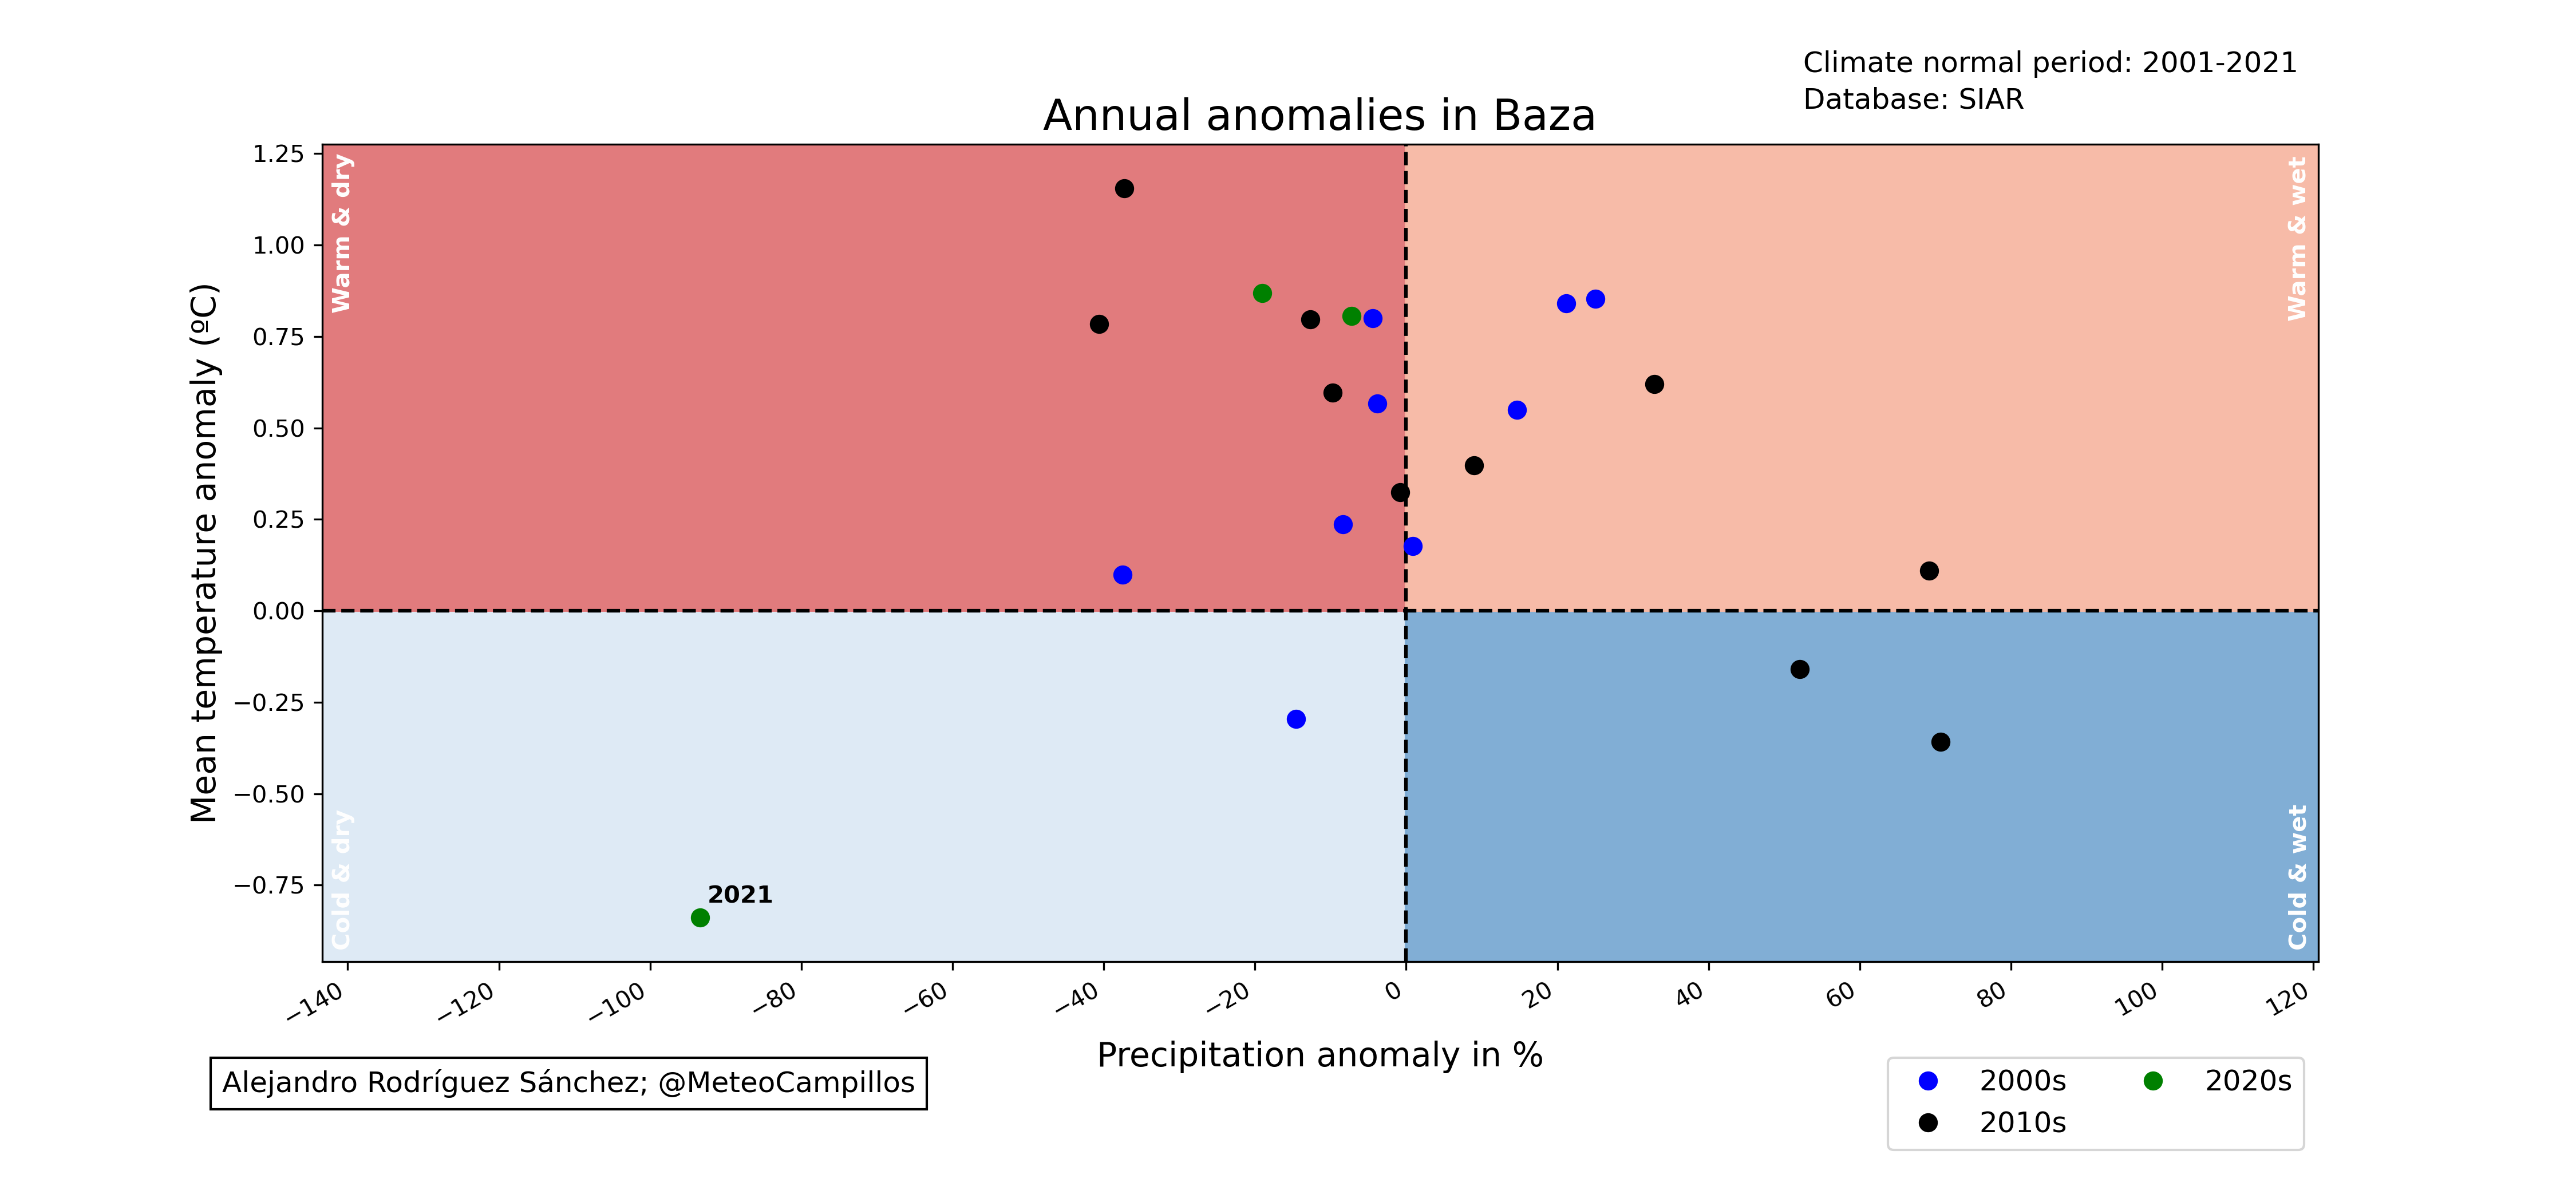 Climate normal period: 2001-2021
Database: SIAR
Annual anomalies in Baza
Warm & dry
Warm & wet
Mean temperature anomaly (ºC)
1.25
1.00
0.75
0.50
0.25
0.00
−0.25
−0.50
−0.75
Cold & dry
2021
Cold & wet
−140
−120
−100
−80
−60
−40
−20
0
20
40
60
80
100
120
Precipitation anomaly in %
Alejandro Rodríguez Sánchez; @MeteoCampillos
2000s
2010s
2020s